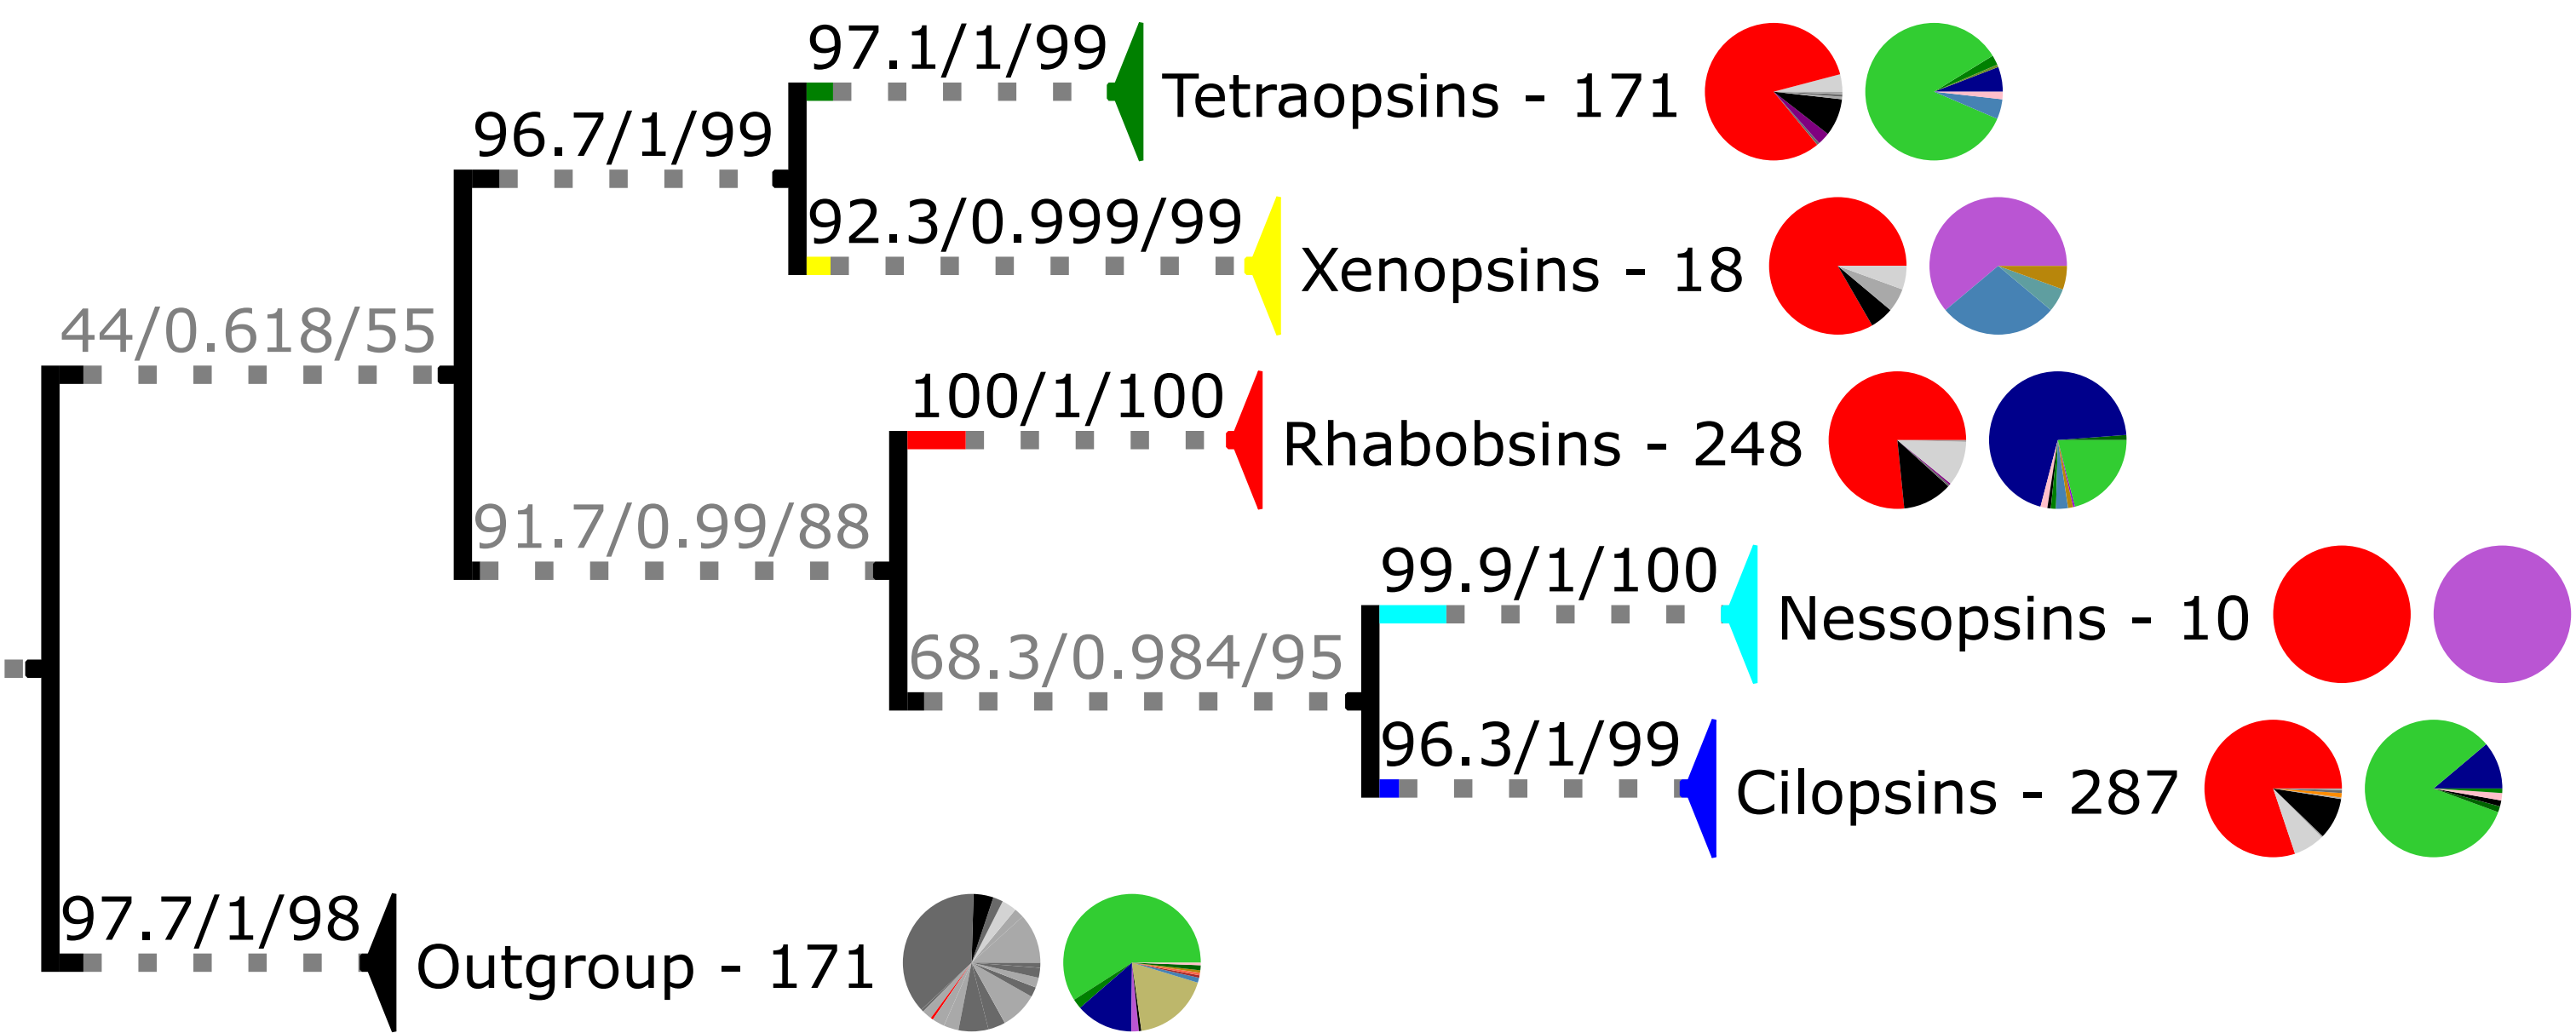 97.1/1/99
Tetraopsins - 171
96.7/1/99
92.3/0.999/99
Xenopsins - 18
44/0.618/55
100/1/100
Rhabobsins - 248
91.7/0.99/88
99.9/1/100
Nessopsins - 10
68.3/0.984/95
96.3/1/99
Cilopsins - 287
97.7/1/98
Outgroup - 171